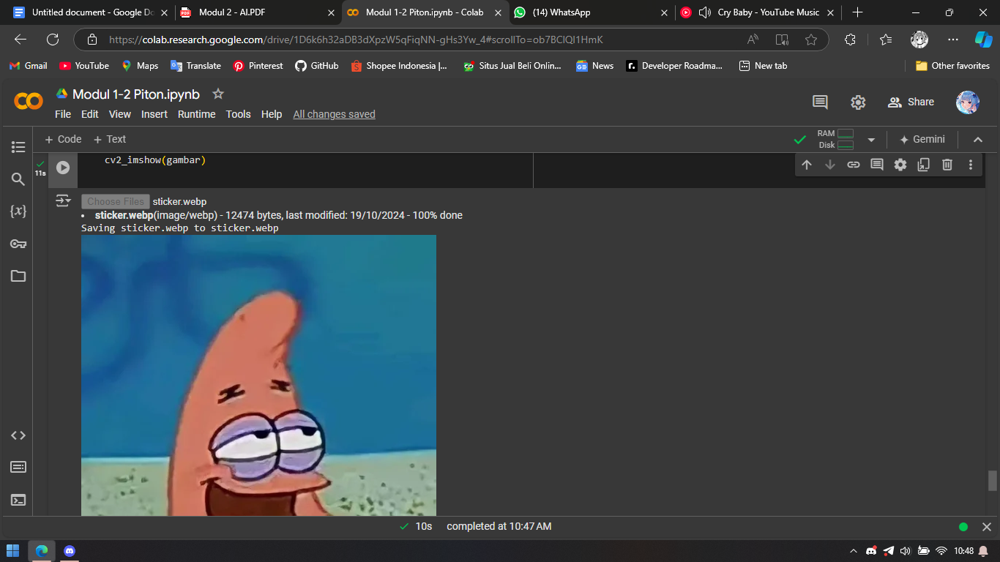 Untitled document - Google Do
Modul 2 - AI.PDF
Modul 1-2 Piton.ipynb - Colab
(14) WhatsApp
Cry Baby - YouTube Music
https://colab.research.google.com/drive/1D6k6h32aDB3dXpzW5qFiqNN-gHs3Yw_4#scrollTo=ob7BCIQI1HmK
Gmail
YouTube
Maps
Translate
Pinterest
GitHub
Shopee Indonesia |...
Situs Jual Beli Onlin...
News
Developer Roadma...
New tab
Other favorites
Modul 1-2 Piton.ipynb
File Edit View Insert Runtime Tools Help All changes saved
Share
+ Code + Text
RAM
Disk
Gemini
11s
cv2_imshow(gambar)
{x}
Choose Files sticker.webp
sticker.webp(image/webp) - 12474 bytes, last modified: 19/10/2024 - 100% done
Saving sticker.webp to sticker.webp
10s completed at 10:47 AM
10:48